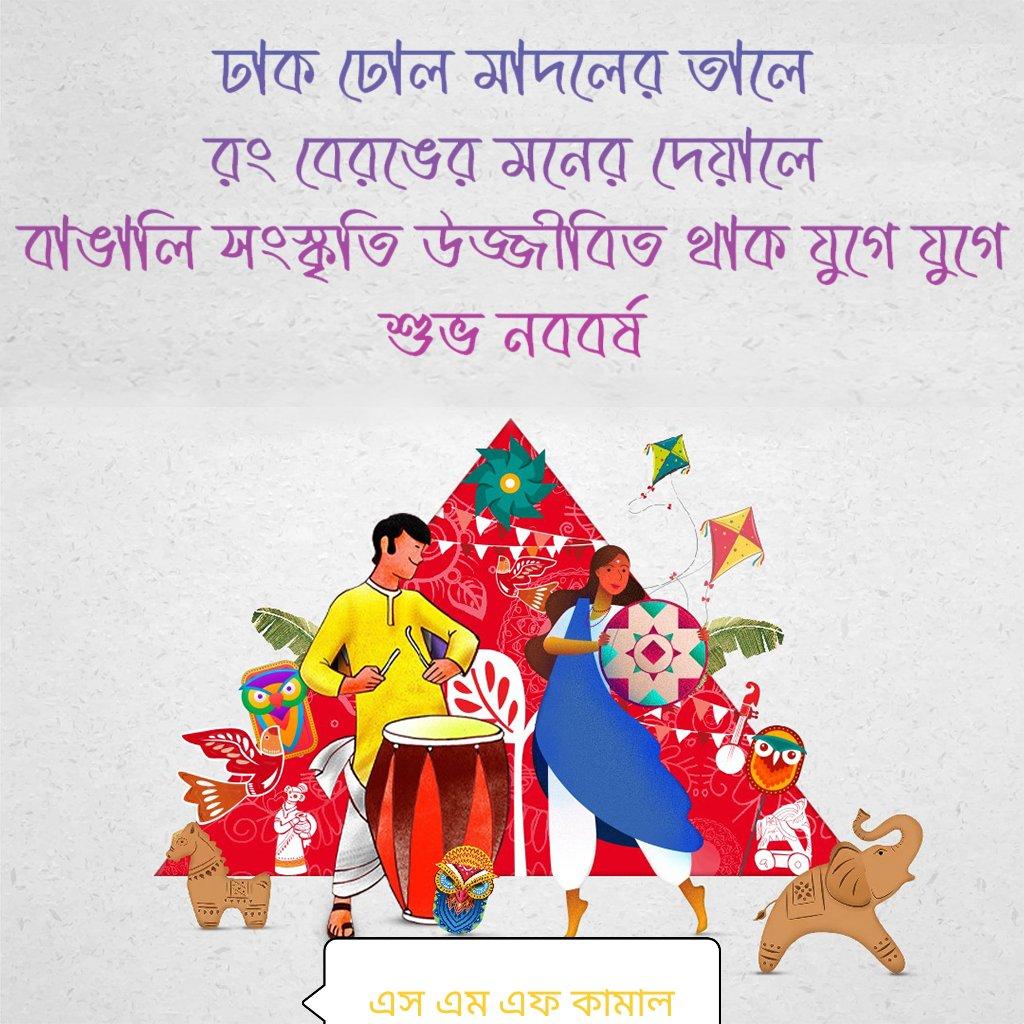 ঢাক ঢোল মাদলের তালে
রং বেরঙের মনের দেয়ালে
বাঙালি সংস্কৃতি উজ্জীবিত থাক যুগে যুগে
শুভ নববর্ষ
এস এম এফ কামাল